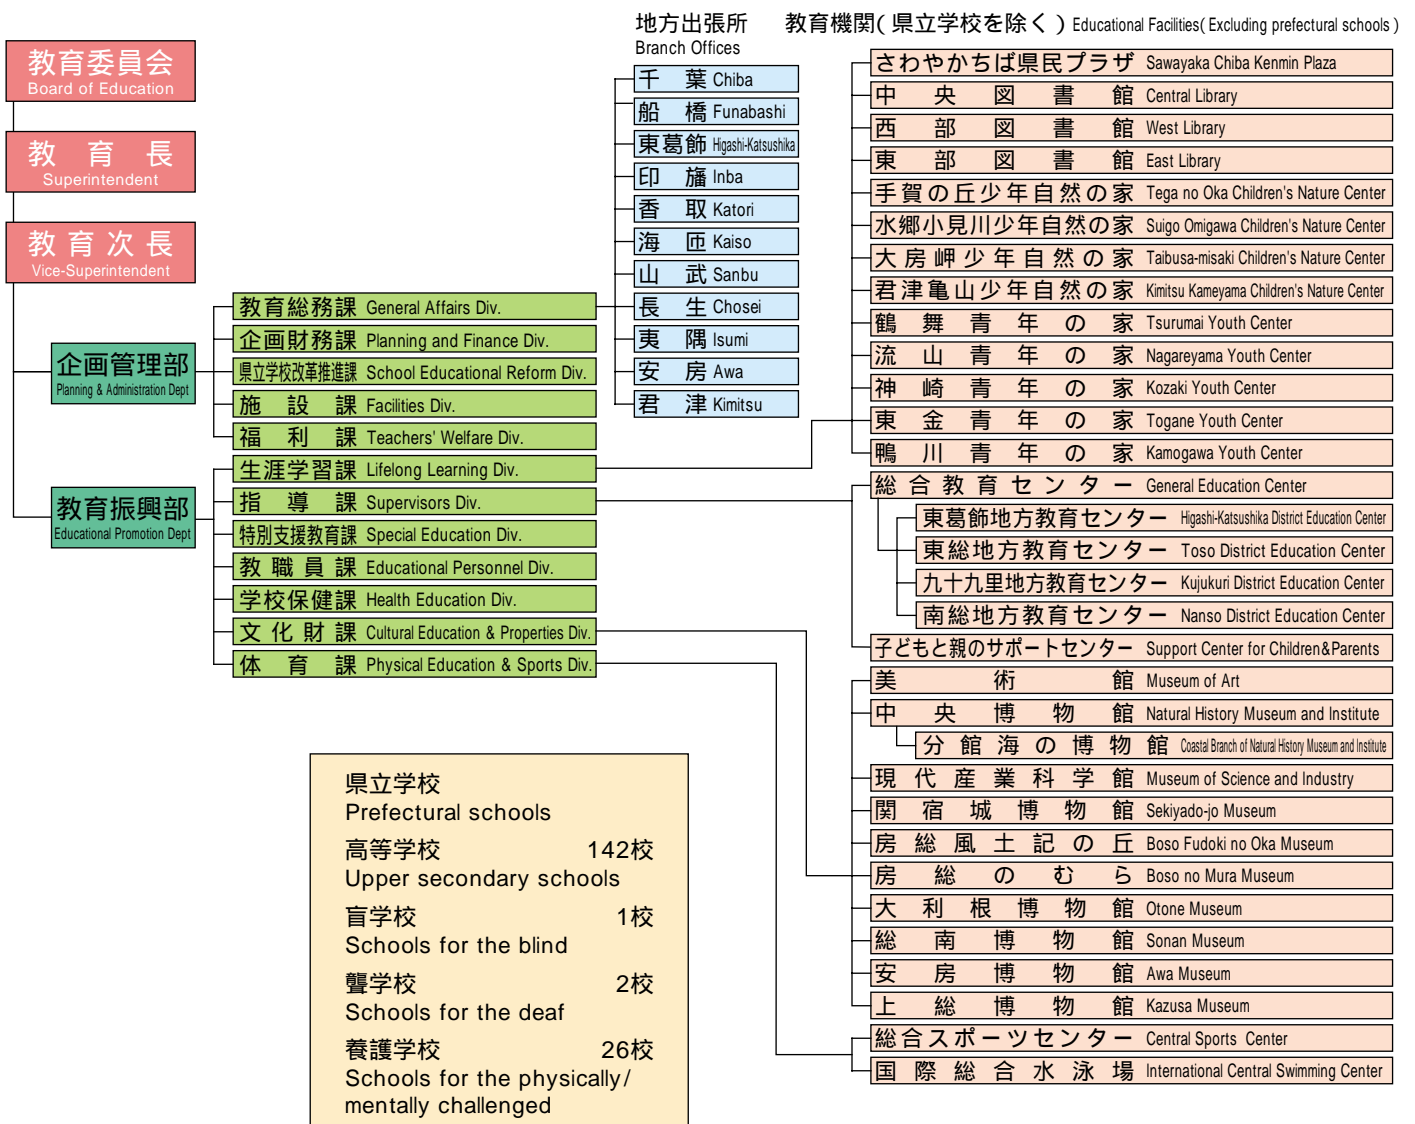 地方出張所
Branch Offices
教育機関(県立学校を除く) Educational Facilities(Excluding prefectural schools)
教育委員会
Board of Education
教育長
Superintendent
教育次長
Vice-Superintendent
企画管理部
Planning & Administration Dept
教育振興部
Educational Promotion Dept
教育総務課 General Affairs Div.
企画財務課 Planning and Finance Div.
県立学校改革推進課 School Educational Reform Div.
施設課 Facilities Div.
福利課 Teachers' Welfare Div.
生涯学習課 Lifelong Learning Div.
指導課 Supervisors Div.
特別支援教育課 Special Education Div.
教職員課 Educational Personnel Div.
学校保健課 Health Education Div.
文化財課 Cultural Education & Properties Div.
体育課 Physical Education & Sports Div.
千葉 Chiba
船橋 Funabashi
東葛飾 Higashi-Katsushika
印旛 Inba
香取 Katori
海匝 Kaiso
山武 Sanbu
長生 Chosei
夷隅 Isumi
安房 Awa
君津 Kimitsu
さわやかちば県民プラザ Sawayaka Chiba Kenmin Plaza
中央図書館 Central Library
西部図書館 West Library
東部図書館 East Library
手賀の丘少年自然の家 Tega no Oka Children's Nature Center
水郷小見川少年自然の家 Suigo Omigawa Children's Nature Center
大房岬少年自然の家 Taibusa-misaki Children's Nature Center
君津亀山少年自然の家 Kimitsu Kameyama Children's Nature Center
鶴舞青年の家 Tsurumai Youth Center
流山青年の家 Nagareyama Youth Center
神崎青年の家 Kozaki Youth Center
東金青年の家 Togane Youth Center
鴨川青年の家 Kamogawa Youth Center
総合教育センター General Education Center
東葛飾地方教育センター Higashi-Katsushika District Education Center
東総地方教育センター Toso District Education Center
九十九里地方教育センター Kujukuri District Education Center
南総地方教育センター Nanso District Education Center
子どもと親のサポートセンター Support Center for Children&Parents
美術館 Museum of Art
中央博物館 Natural History Museum and Institute
分館海の博物館 Coastal Branch of Natural History Museum and Institute
現代産業科学館 Museum of Science and Industry
関宿城博物館 Sekiyado-jo Museum
房総風土記の丘 Boso Fudoki no Oka Museum
房総のむら Boso no Mura Museum
大利根博物館 Otone Museum
総南博物館 Sonan Museum
安房博物館 Awa Museum
上総博物館 Kazusa Museum
総合スポーツセンター Central Sports Center
国際総合水泳場 International Central Swimming Center
県立学校
Prefectural schools
高等学校 142校
Upper secondary schools
盲学校 1校
Schools for the blind
聾学校 2校
Schools for the deaf
養護学校 26校
Schools for the physically/
mentally challenged